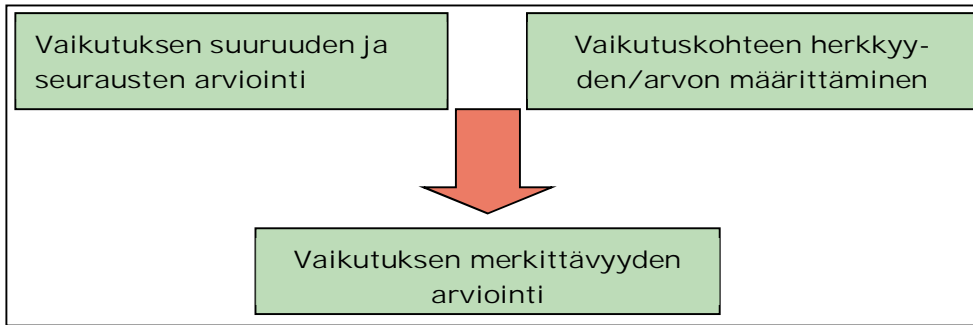 Vaikutuksen suuruuden ja
seurausten arviointi
Vaikutuskohteen herkkyy-
den/arvon määrittäminen
Vaikutuksen merkittävyyden
arviointi